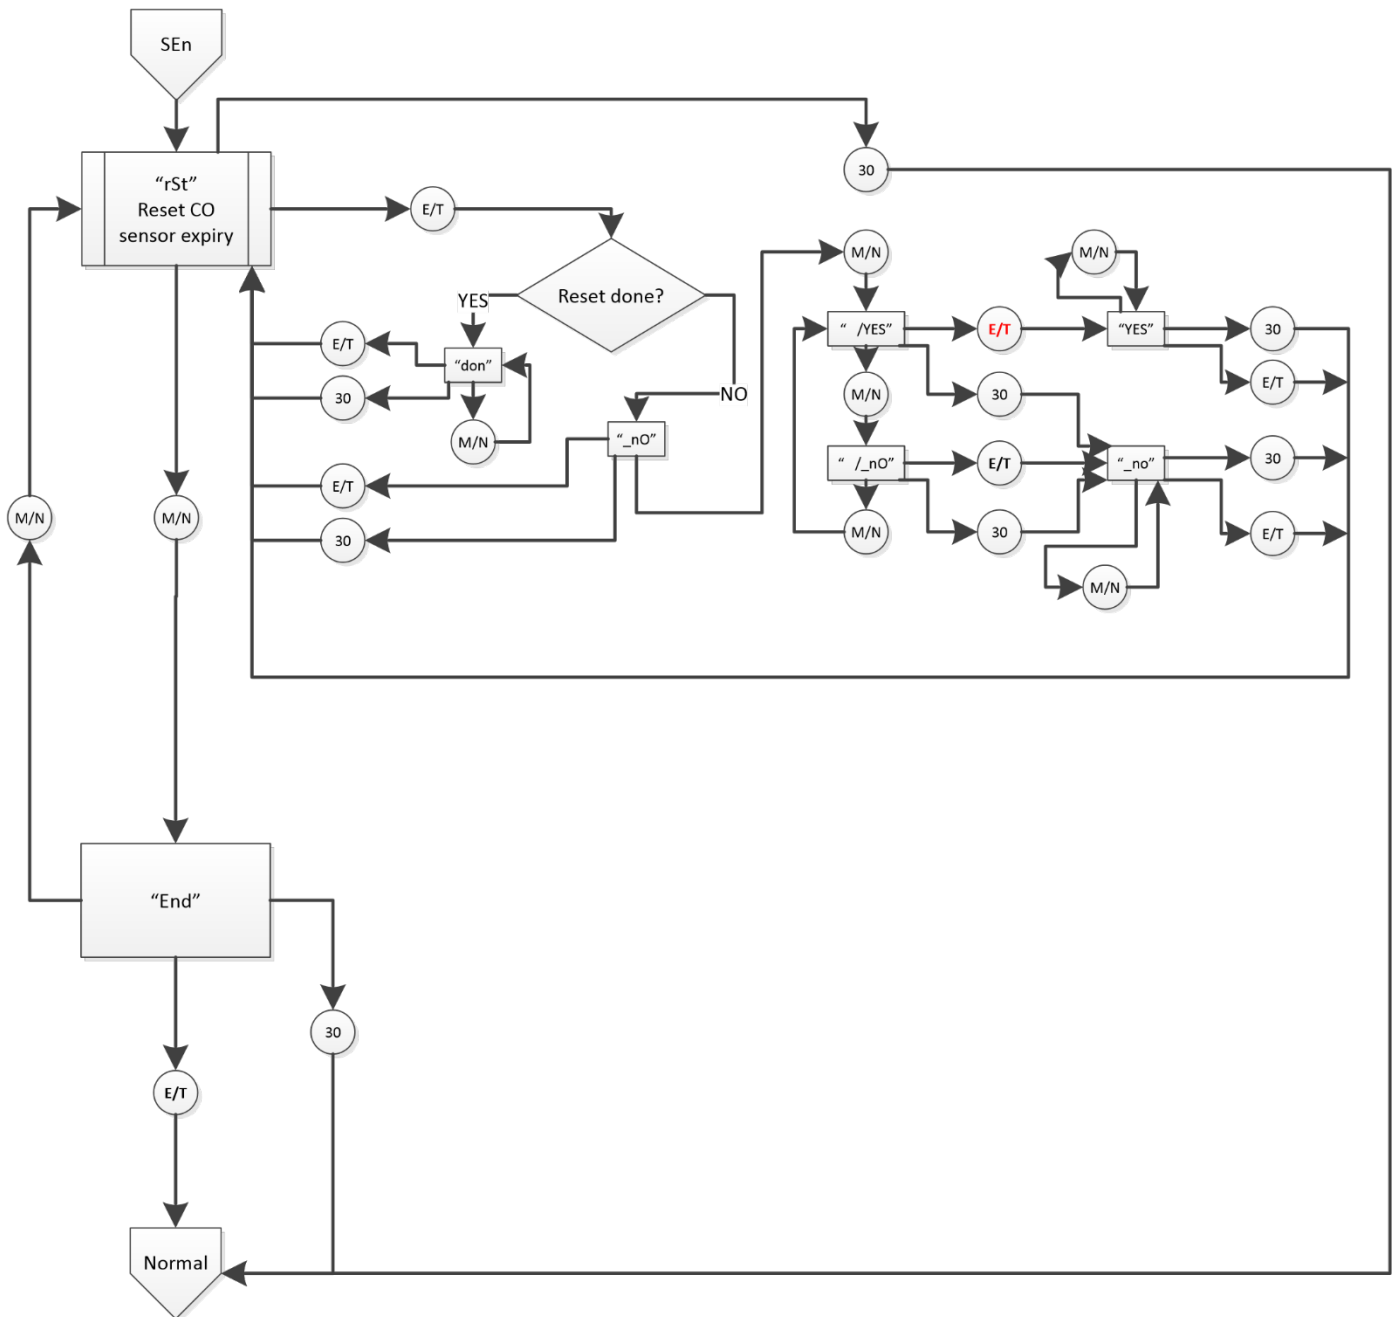 SEn
30
“rSt”
Reset CO
sensor expiry
E/T
M/N
M/N
Reset done?
YES
“ /YES”
E/T
“YES”
30
E/T
“don”
E/T
30
M/N
30
E/T
NO
M/N
“_nO”
“ /_nO”
E/T
“_no”
30
E/T
M/N
M/N
M/N
30
M/N
30
E/T
M/N
“End”
30
E/T
Normal